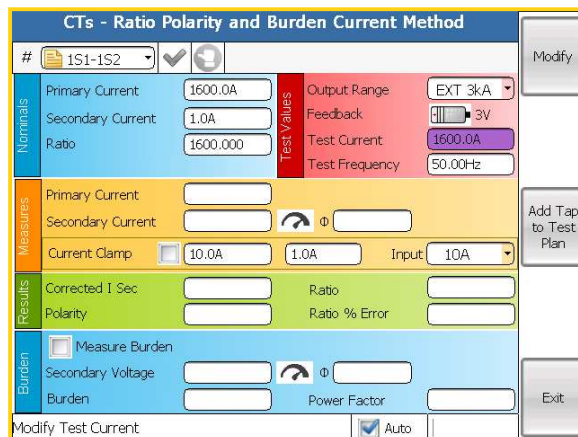 CTs - Ratio Polarity and Burden Current Method
# 1S1-1S2
Modify
Nominals
Primary Current 1600.0A
Secondary Current 1.0A
Ratio 1600.000
Test Values
Output Range EXT 3kA
Feedback 3V
Test Current 1600.0A
Test Frequency 50.00Hz
Measures
Primary Current
Secondary Current Φ
Current Clamp 10.0A 1.0A Input 10A
Add Tap
to Test
Plan
Results
Corrected I Sec Ratio
Polarity Ratio % Error
Burden
Measure Burden
Secondary Voltage Φ
Burden Power Factor
Exit
Modify Test Current Auto